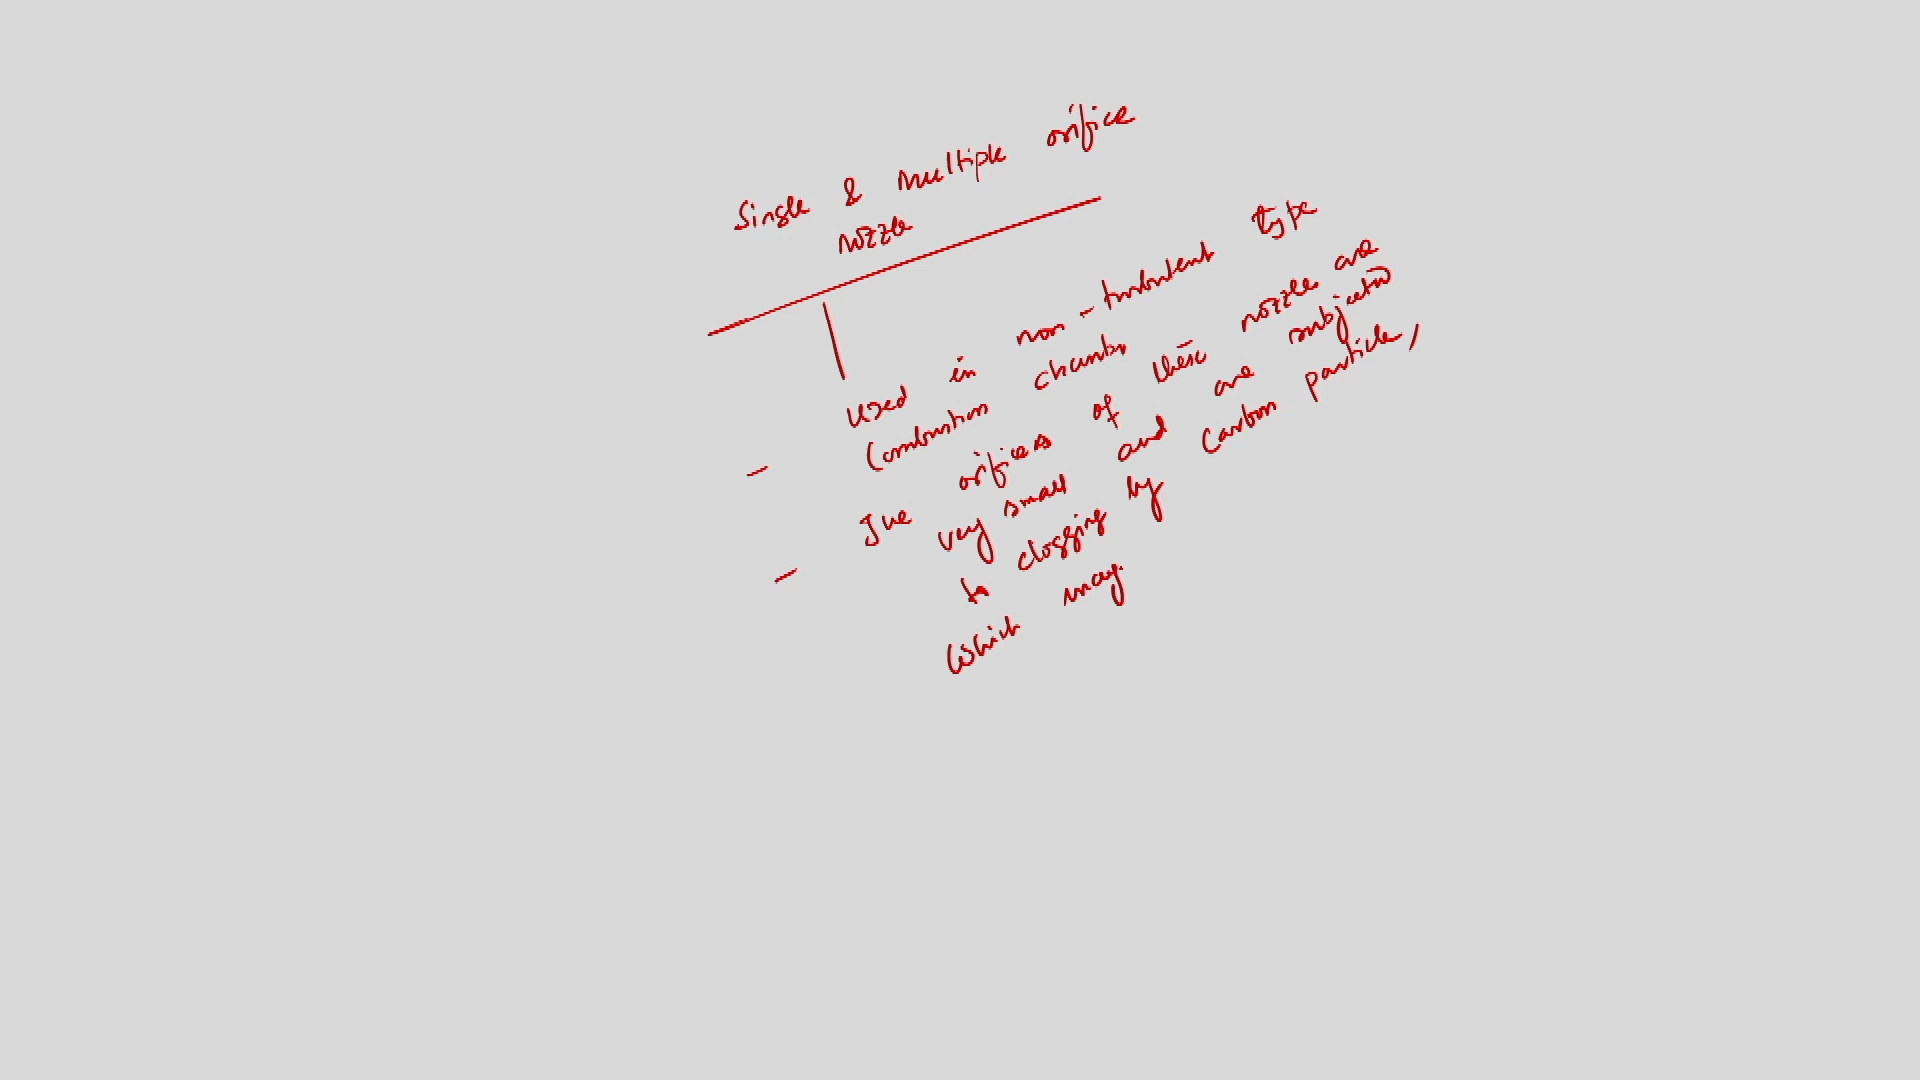 Single & Multiple orifice
Nozzle
- Used in non-turbulent type
Combustion chamber
- The orifices of these nozzle are
very small and are subjected
to clogging by Carbon particle,
Which may.